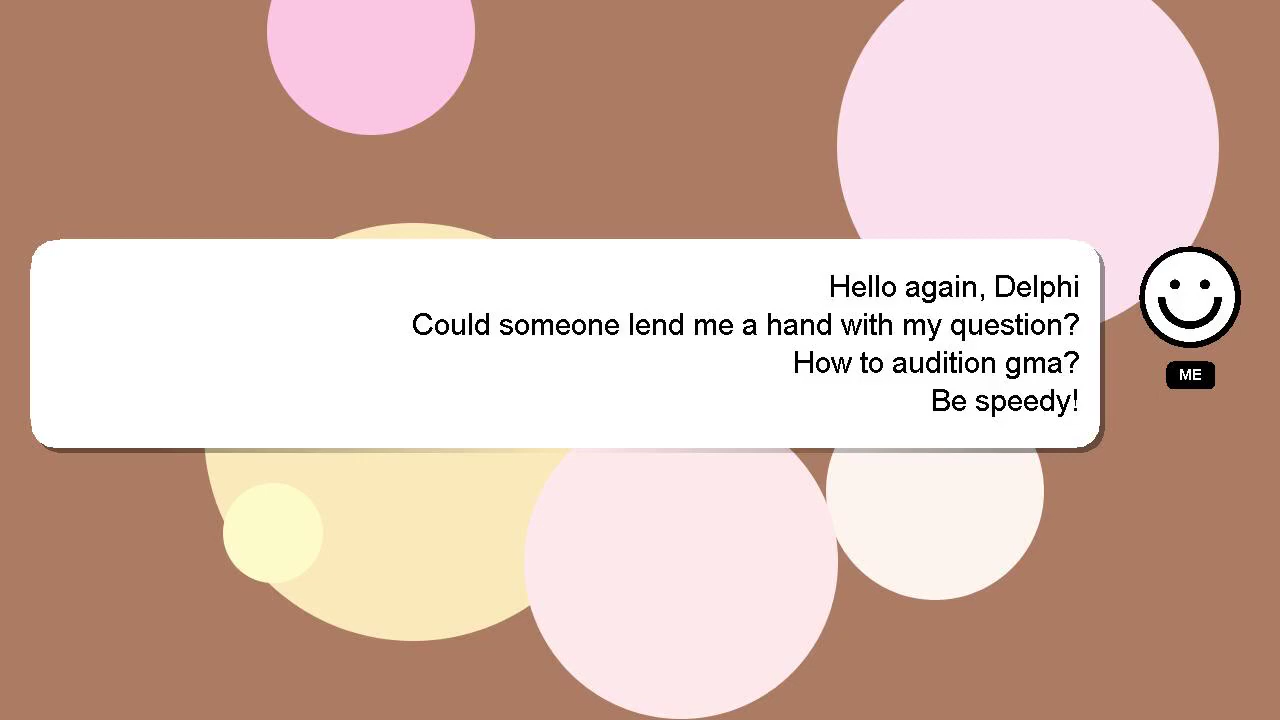 Hello again, Delphi
Could someone lend me a hand with my question?
How to audition gma?
Be speedy!
ME